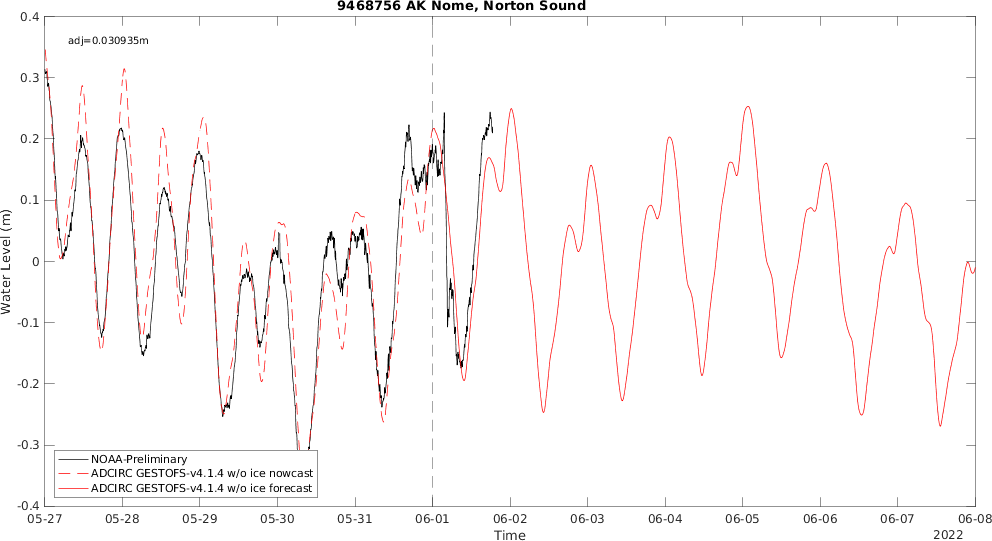 9468756 AK Nome, Norton Sound
adj=0.030935m
Water Level (m)
0.4
0.3
0.2
0.1
0
-0.1
-0.2
-0.3
-0.4
NOAA-Preliminary
ADCIRC GESTOFS-v4.1.4 w/o ice nowcast
ADCIRC GESTOFS-v4.1.4 w/o ice forecast
05-27 05-28 05-29 05-30 05-31 06-01 06-02 06-03 06-04 06-05 06-06 06-07 06-08
Time
2022